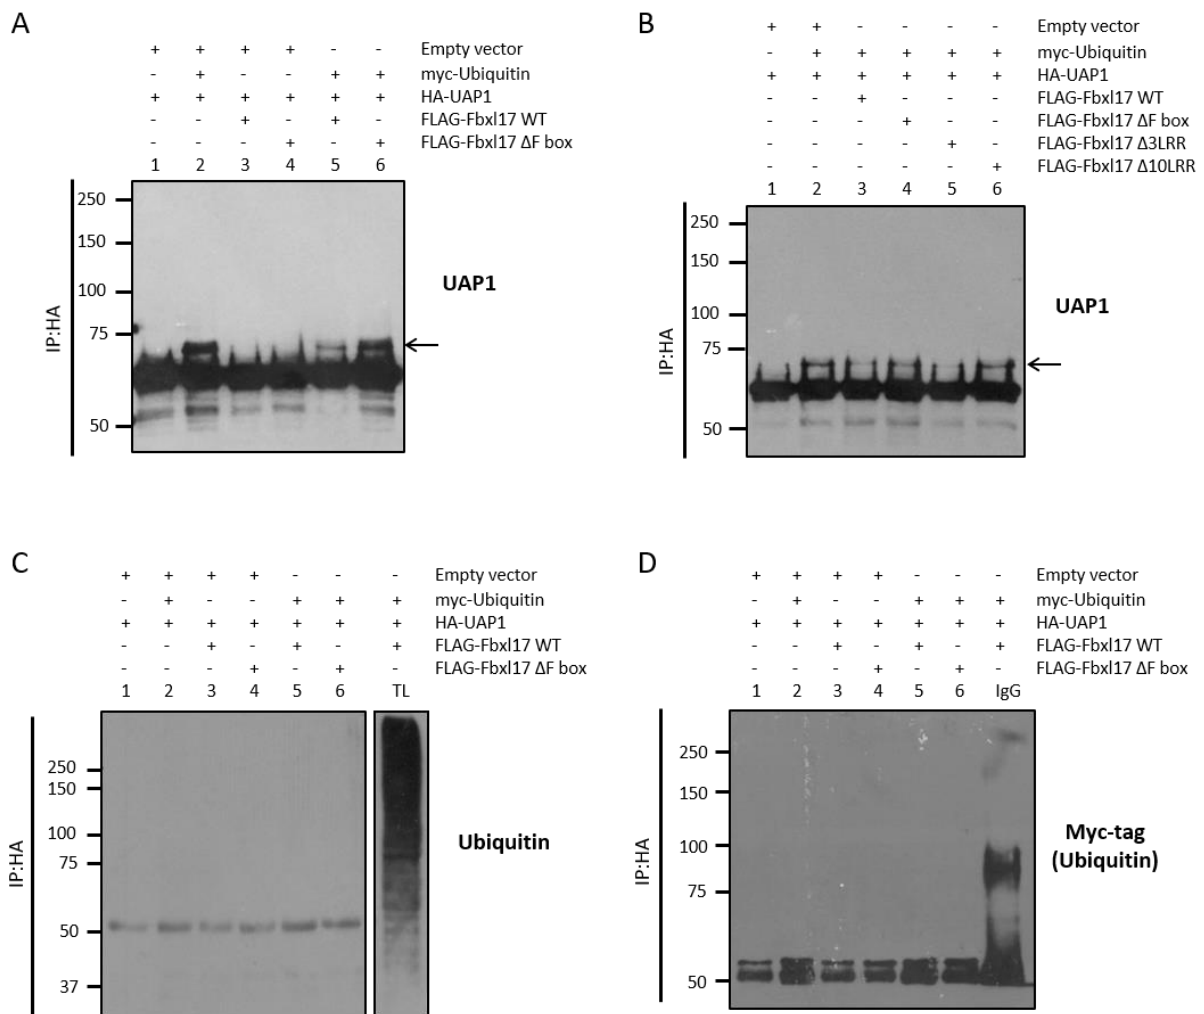 A
+ + + + - - Empty vector
- + - - + + myc-Ubiquitin
+ + + + + + HA-UAP1
- - + - + - FLAG-Fbxl17 WT
- - - + - + FLAG-Fbxl17 ΔF box
1 2 3 4 5 6
250
150
100
75
50
IP:HA
UAP1
B
+ + - - - - Empty vector
- + + + + + myc-Ubiquitin
+ + + + + + HA-UAP1
- - + - - - FLAG-Fbxl17 WT
- - - + - - FLAG-Fbxl17 ΔF box
- - - - + - FLAG-Fbxl17 Δ3LRR
- - - - - + FLAG-Fbxl17 Δ10LRR
1 2 3 4 5 6
250
150
100
75
50
IP:HA
UAP1
C
+ + + + - - - Empty vector
- + - - + + + myc-Ubiquitin
+ + + + + + + HA-UAP1
- - + - + - + FLAG-Fbxl17 WT
- - - + - + FLAG-Fbxl17 ΔF box
1 2 3 4 5 6 TL
250
150
100
75
50
37
IP:HA
Ubiquitin
D
+ + + + - - - Empty vector
- + - - + + + myc-Ubiquitin
+ + + + + + + HA-UAP1
- - + - + - + FLAG-Fbxl17 WT
- - - + - + FLAG-Fbxl17 ΔF box
1 2 3 4 5 6 IgG
250
150
100
75
50
IP:HA
Myc-tag
(Ubiquitin)